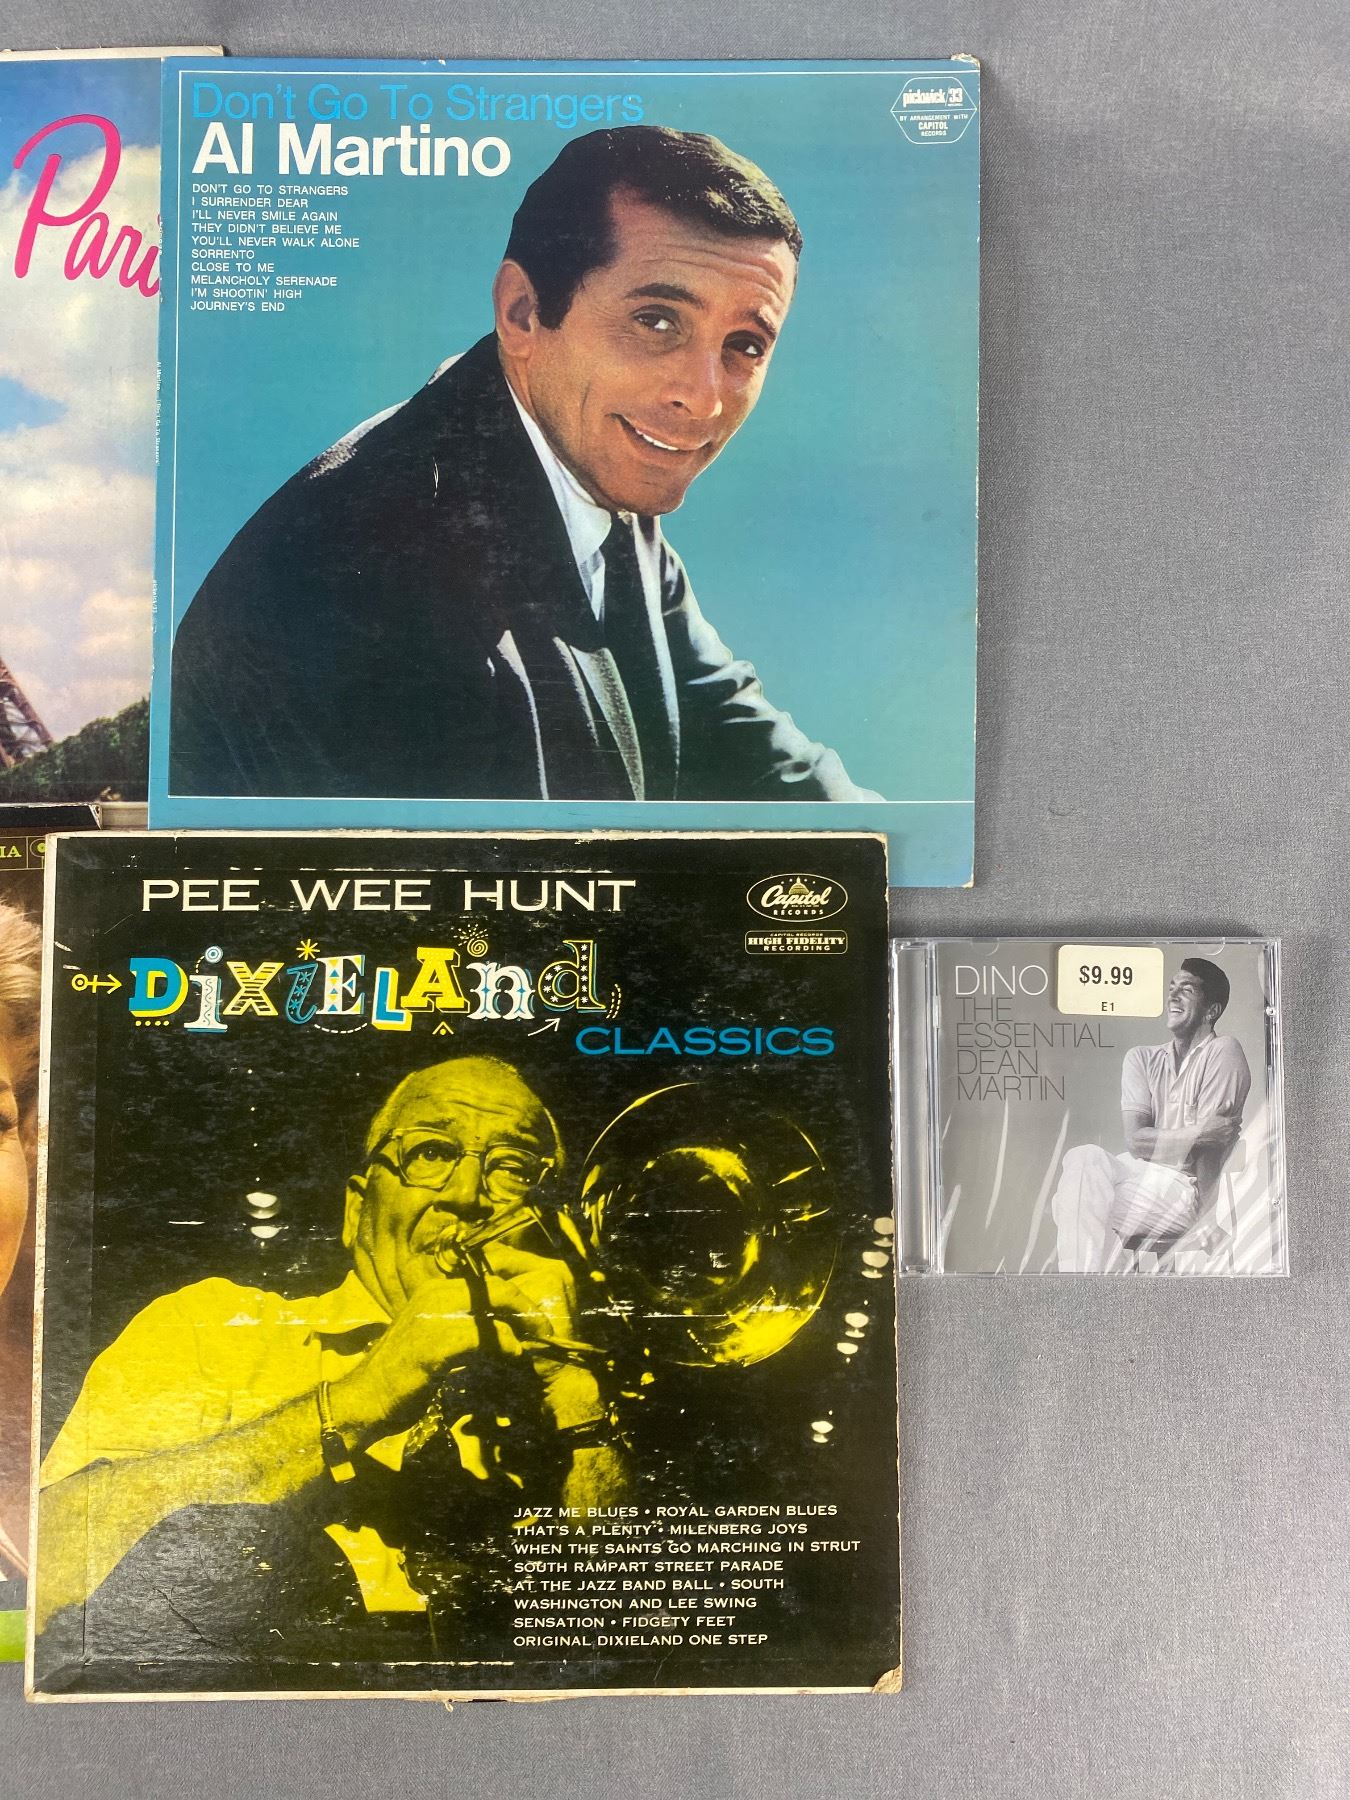 Don't Go To Strangers
Al Martino
DON'T GO TO STRANGERS
I SURRENDER DEAR
I'LL NEVER SMILE AGAIN
THEY DIDN'T BELIEVE ME
YOU'LL NEVER WALK ALONE
SORRENTO
CLOSE TO ME
MELANCHOLY SERENADE
I'M SHOOTIN' HIGH
JOURNEY'S END
pickwick/33
RECORDS
BY ARRANGEMENT WITH
CAPITOL
RECORDS
PEE WEE HUNT
DixieLAnd
CLASSICS
Capitol
RECORDS
CAPITOL RECORDS
HIGH FIDELITY
RECORDING
JAZZ ME BLUES • ROYAL GARDEN BLUES
THAT'S A PLENTY • MILENBERG JOYS
WHEN THE SAINTS GO MARCHING IN STRUT
SOUTH RAMPART STREET PARADE
AT THE JAZZ BAND BALL • SOUTH
WASHINGTON AND LEE SWING
SENSATION • FIDGETY FEET
ORIGINAL DIXIELAND ONE STEP
DINO
THE
ESSENTIAL
DEAN
MARTIN
$9.99
E1